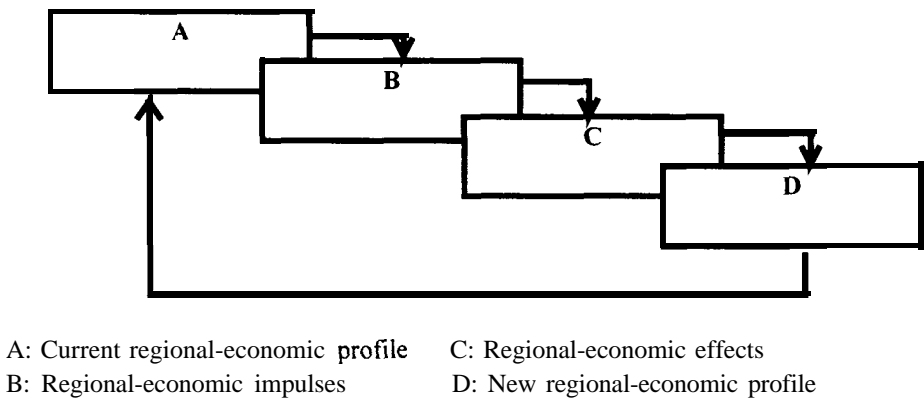 A
B
C
D
A: Current regional-economic profile C: Regional-economic effects
B: Regional-economic impulses D: New regional-economic profile